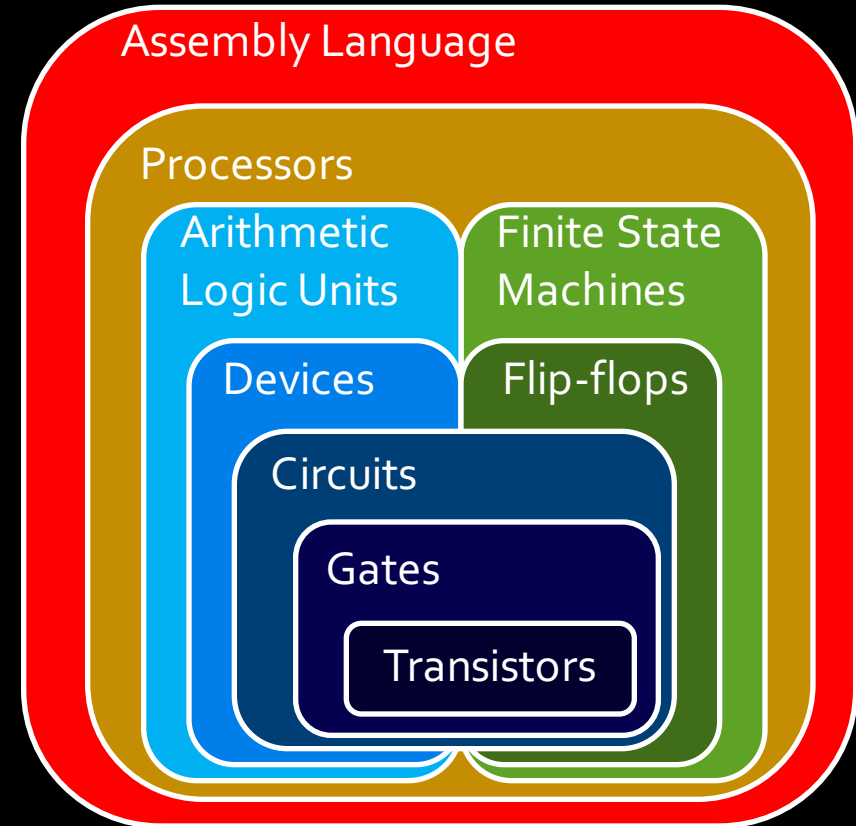 Assembly Language
Processors
Arithmetic
Logic Units
Finite State
Machines
Devices
Flip-flops
Circuits
Gates
Transistors